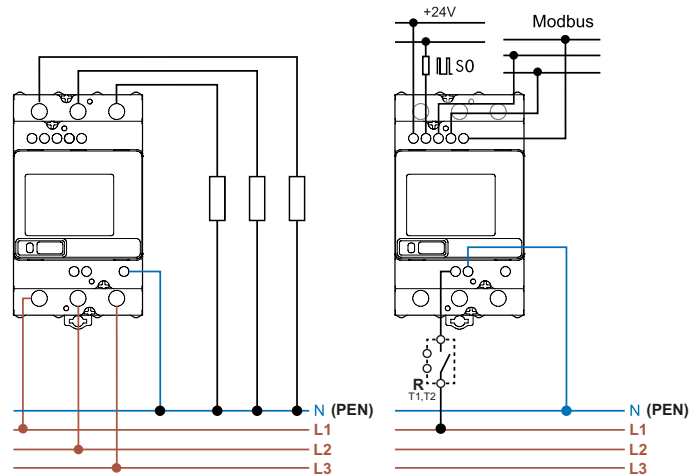 +24V
Modbus
S0
R
T1,T2
N (PEN)
L1
L2
L3
N (PEN)
L1
L2
L3